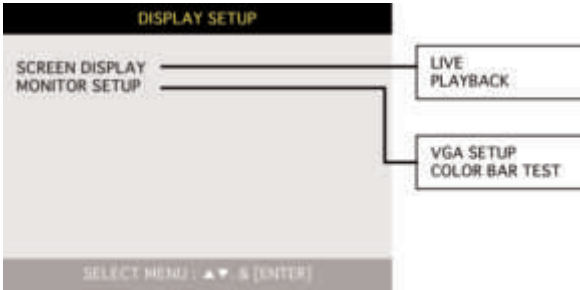 DISPLAY SETUP
SCREEN DISPLAY
MONITOR SETUP
LIVE
PLAYBACK
VGA SETUP
COLOR BAR TEST
SELECT MENU : ▲▼ & [ENTER]